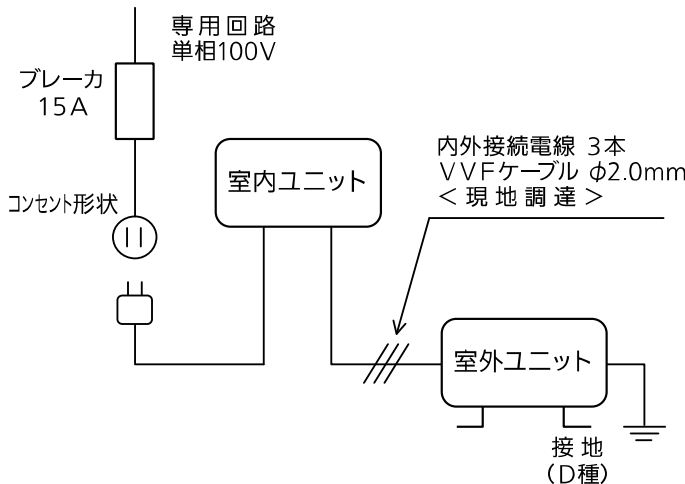 専用回路
単相100V
ブレーカ
15A
コンセント形状
室内ユニット
内外接続電線 3本
VVFケーブル φ2.0mm
<現地調達>
室外ユニット
接地
(D種)